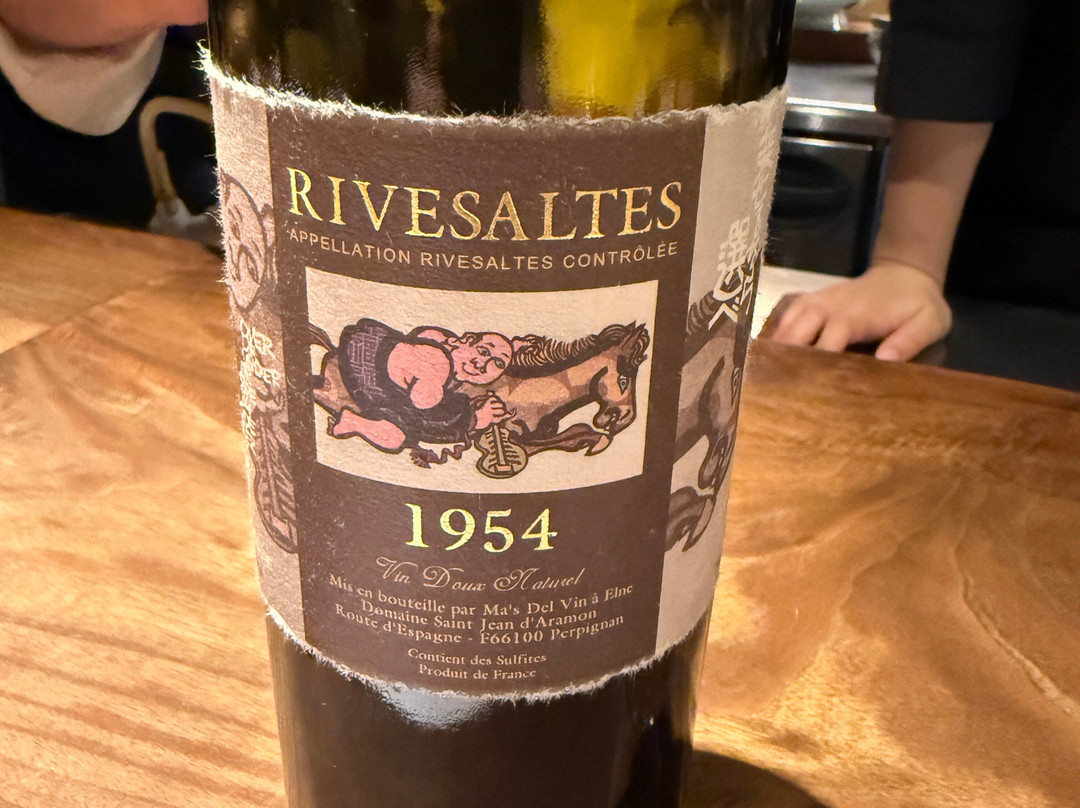 RIVESALTES
APPELLATION RIVESALTES CONTRÔLÉE
1954
Vin Doux Naturel
Mis en bouteille par Ma's Del Vin à Elne
Domaine Saint Jean d'Aramon
Route d'Espagne - F66100 Perpignan
Contient des Sulfites
Produit de France